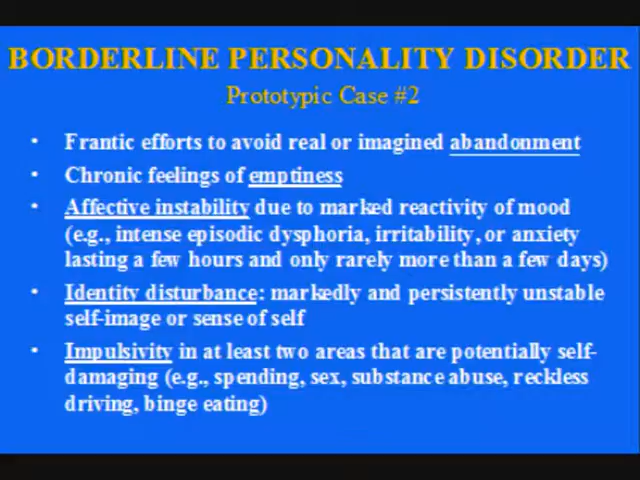 BORDERLINE PERSONALITY DISORDER
Prototypic Case #2
• Frantic efforts to avoid real or imagined abandonment
• Chronic feelings of emptiness
• Affective instability due to marked reactivity of mood
(e.g., intense episodic dysphoria, irritability, or anxiety
lasting a few hours and only rarely more than a few days)
• Identity disturbance: markedly and persistently unstable
self-image or sense of self
• Impulsivity in at least two areas that are potentially self-
damaging (e.g., spending, sex, substance abuse, reckless
driving, binge eating)